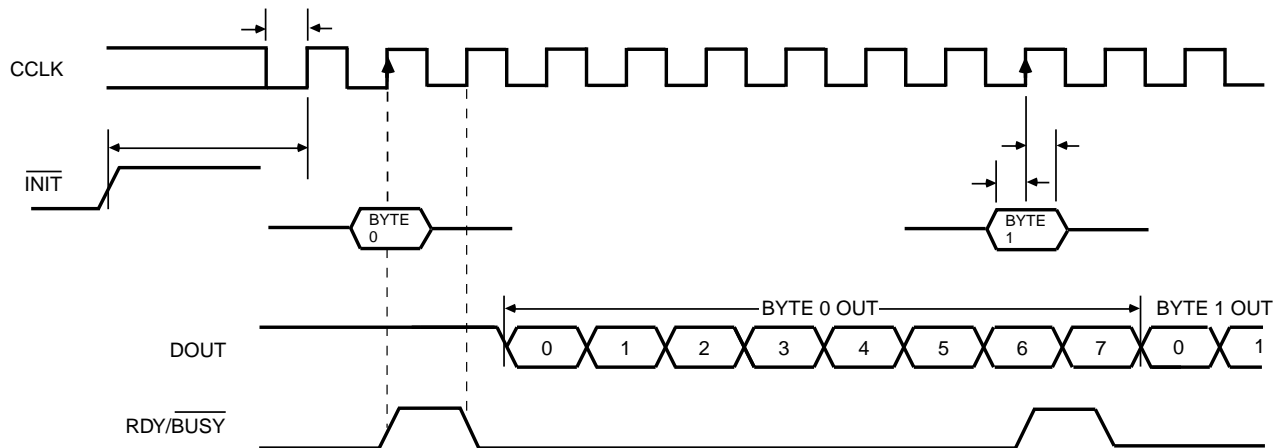 CCLK
INIT
BYTE
0
BYTE
1
BYTE 0 OUT
BYTE 1 OUT
DOUT
0 1 2 3 4 5 6 7 0 1
RDY/BUSY